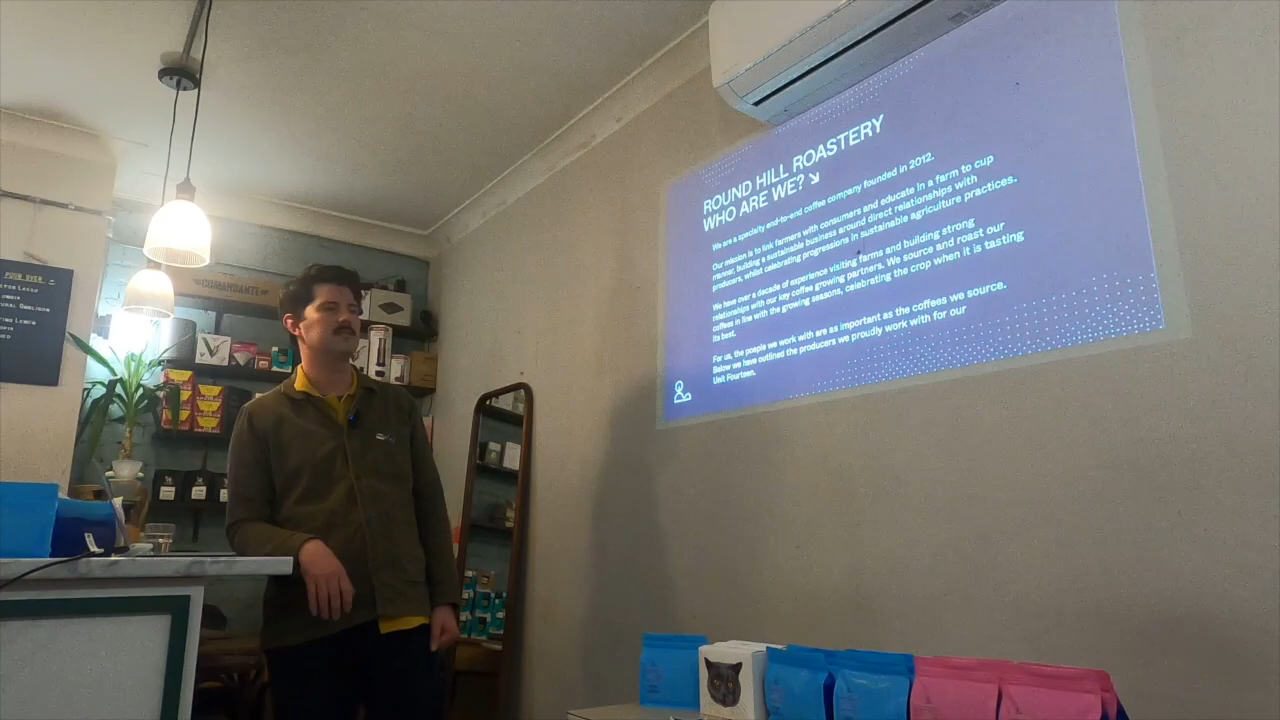 ROUND HILL ROASTERY
WHO ARE WE? ↘
We are a specialty end-to-end coffee company founded in 2012.
Our mission is to link farmers with consumers and educate in a farm to cup
manner, building a sustainable business around direct relationships with
producers, whilst celebrating progressions in sustainable agriculture practices.
We have over a decade of experience visiting farms and building strong
relationships with our key coffee growing partners. We source and roast our
coffees in line with the growing seasons, celebrating the crop when it is tasting
its best.
For us, the poeple we work with are as important as the coffees we source.
Below we have outlined the producers we proudly work with for our
Unit Fourteen.
COMANDANTE
POUR OVER